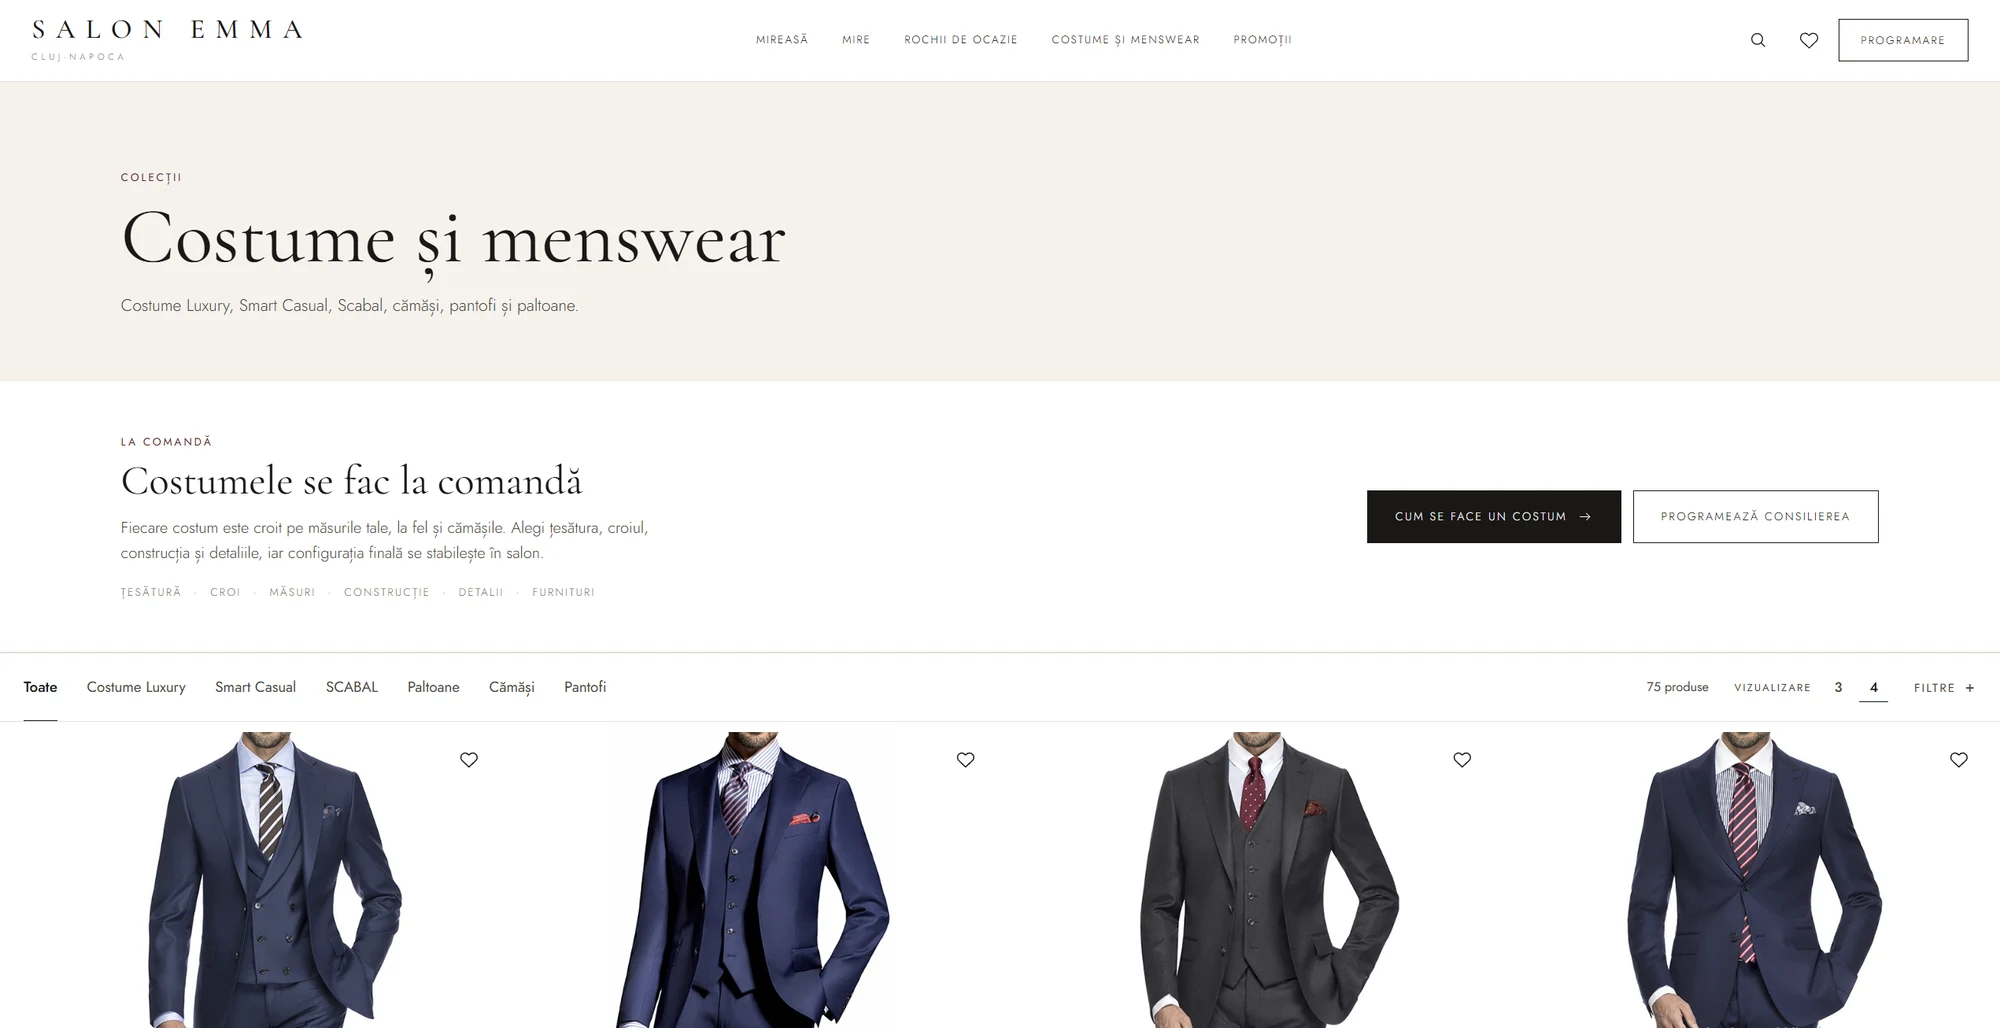 SALON EMMA
CLUJ-NAPOCA
MIREASĂ MIRE ROCHII DE OCAZIE COSTUME ȘI MENSWEAR PROMOȚII
PROGRAMARE
COLECȚII
Costume și menswear
Costume Luxury, Smart Casual, Scabal, cămăși, pantofi și paltoane.
LA COMANDĂ
Costumele se fac la comandă
Fiecare costum este croit pe măsurile tale, la fel și cămășile. Alegi țesătura, croiul,
construcția și detaliile, iar configurația finală se stabilește în salon.
ȚESĂTURĂ · CROI · MĂSURI · CONSTRUCȚIE · DETALII · FURNITURI
CUM SE FACE UN COSTUM →
PROGRAMEAZĂ CONSILIEREA
Toate Costume Luxury Smart Casual SCABAL Paltoane Cămăși Pantofi
75 produse VIZUALIZARE 3 4 FILTRE +